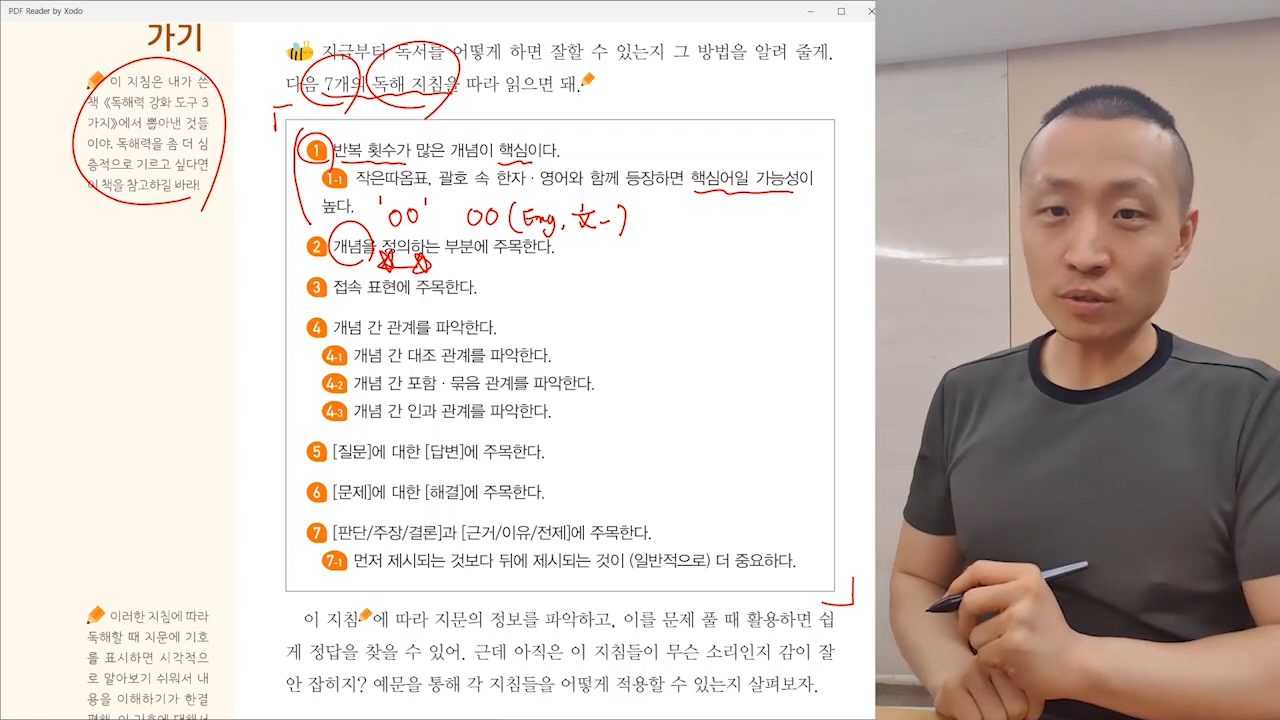 PDF Reader by Xodo
가기
이 지침은 내가 쓴
책 《독해력 강화 도구 3
가지》에서 뽑아낸 것들
이야. 독해력을 좀 더 심
층적으로 기르고 싶다면
이 책을 참고하길 바라!
지금부터 독서를 어떻게 하면 잘할 수 있는지 그 방법을 알려 줄게.
다음 7개의 독해 지침을 따라 읽으면 돼.
1 반복 횟수가 많은 개념이 핵심이다.
1-1 작은따옴표, 괄호 속 한자·영어와 함께 등장하면 핵심어일 가능성이
높다.
'OO' OO (Eng, 文-)
2 개념을 정의하는 부분에 주목한다.
3 접속 표현에 주목한다.
4 개념 간 관계를 파악한다.
4-1 개념 간 대조 관계를 파악한다.
4-2 개념 간 포함·묶음 관계를 파악한다.
4-3 개념 간 인과 관계를 파악한다.
5 [질문]에 대한 [답변]에 주목한다.
6 [문제]에 대한 [해결]에 주목한다.
7 [판단/주장/결론]과 [근거/이유/전제]에 주목한다.
7-1 먼저 제시되는 것보다 뒤에 제시되는 것이 (일반적으로) 더 중요하다.
이 지침에 따라 지문의 정보를 파악하고, 이를 문제 풀 때 활용하면 쉽
게 정답을 찾을 수 있어. 근데 아직은 이 지침들이 무슨 소리인지 감이 잘
안 잡히지? 예문을 통해 각 지침들을 어떻게 적용할 수 있는지 살펴보자.
이러한 지침에 따라
독해할 때 지문에 기호
를 표시하면 시각적으
로 알아보기 쉬워서 내
용을 이해하기가 한결